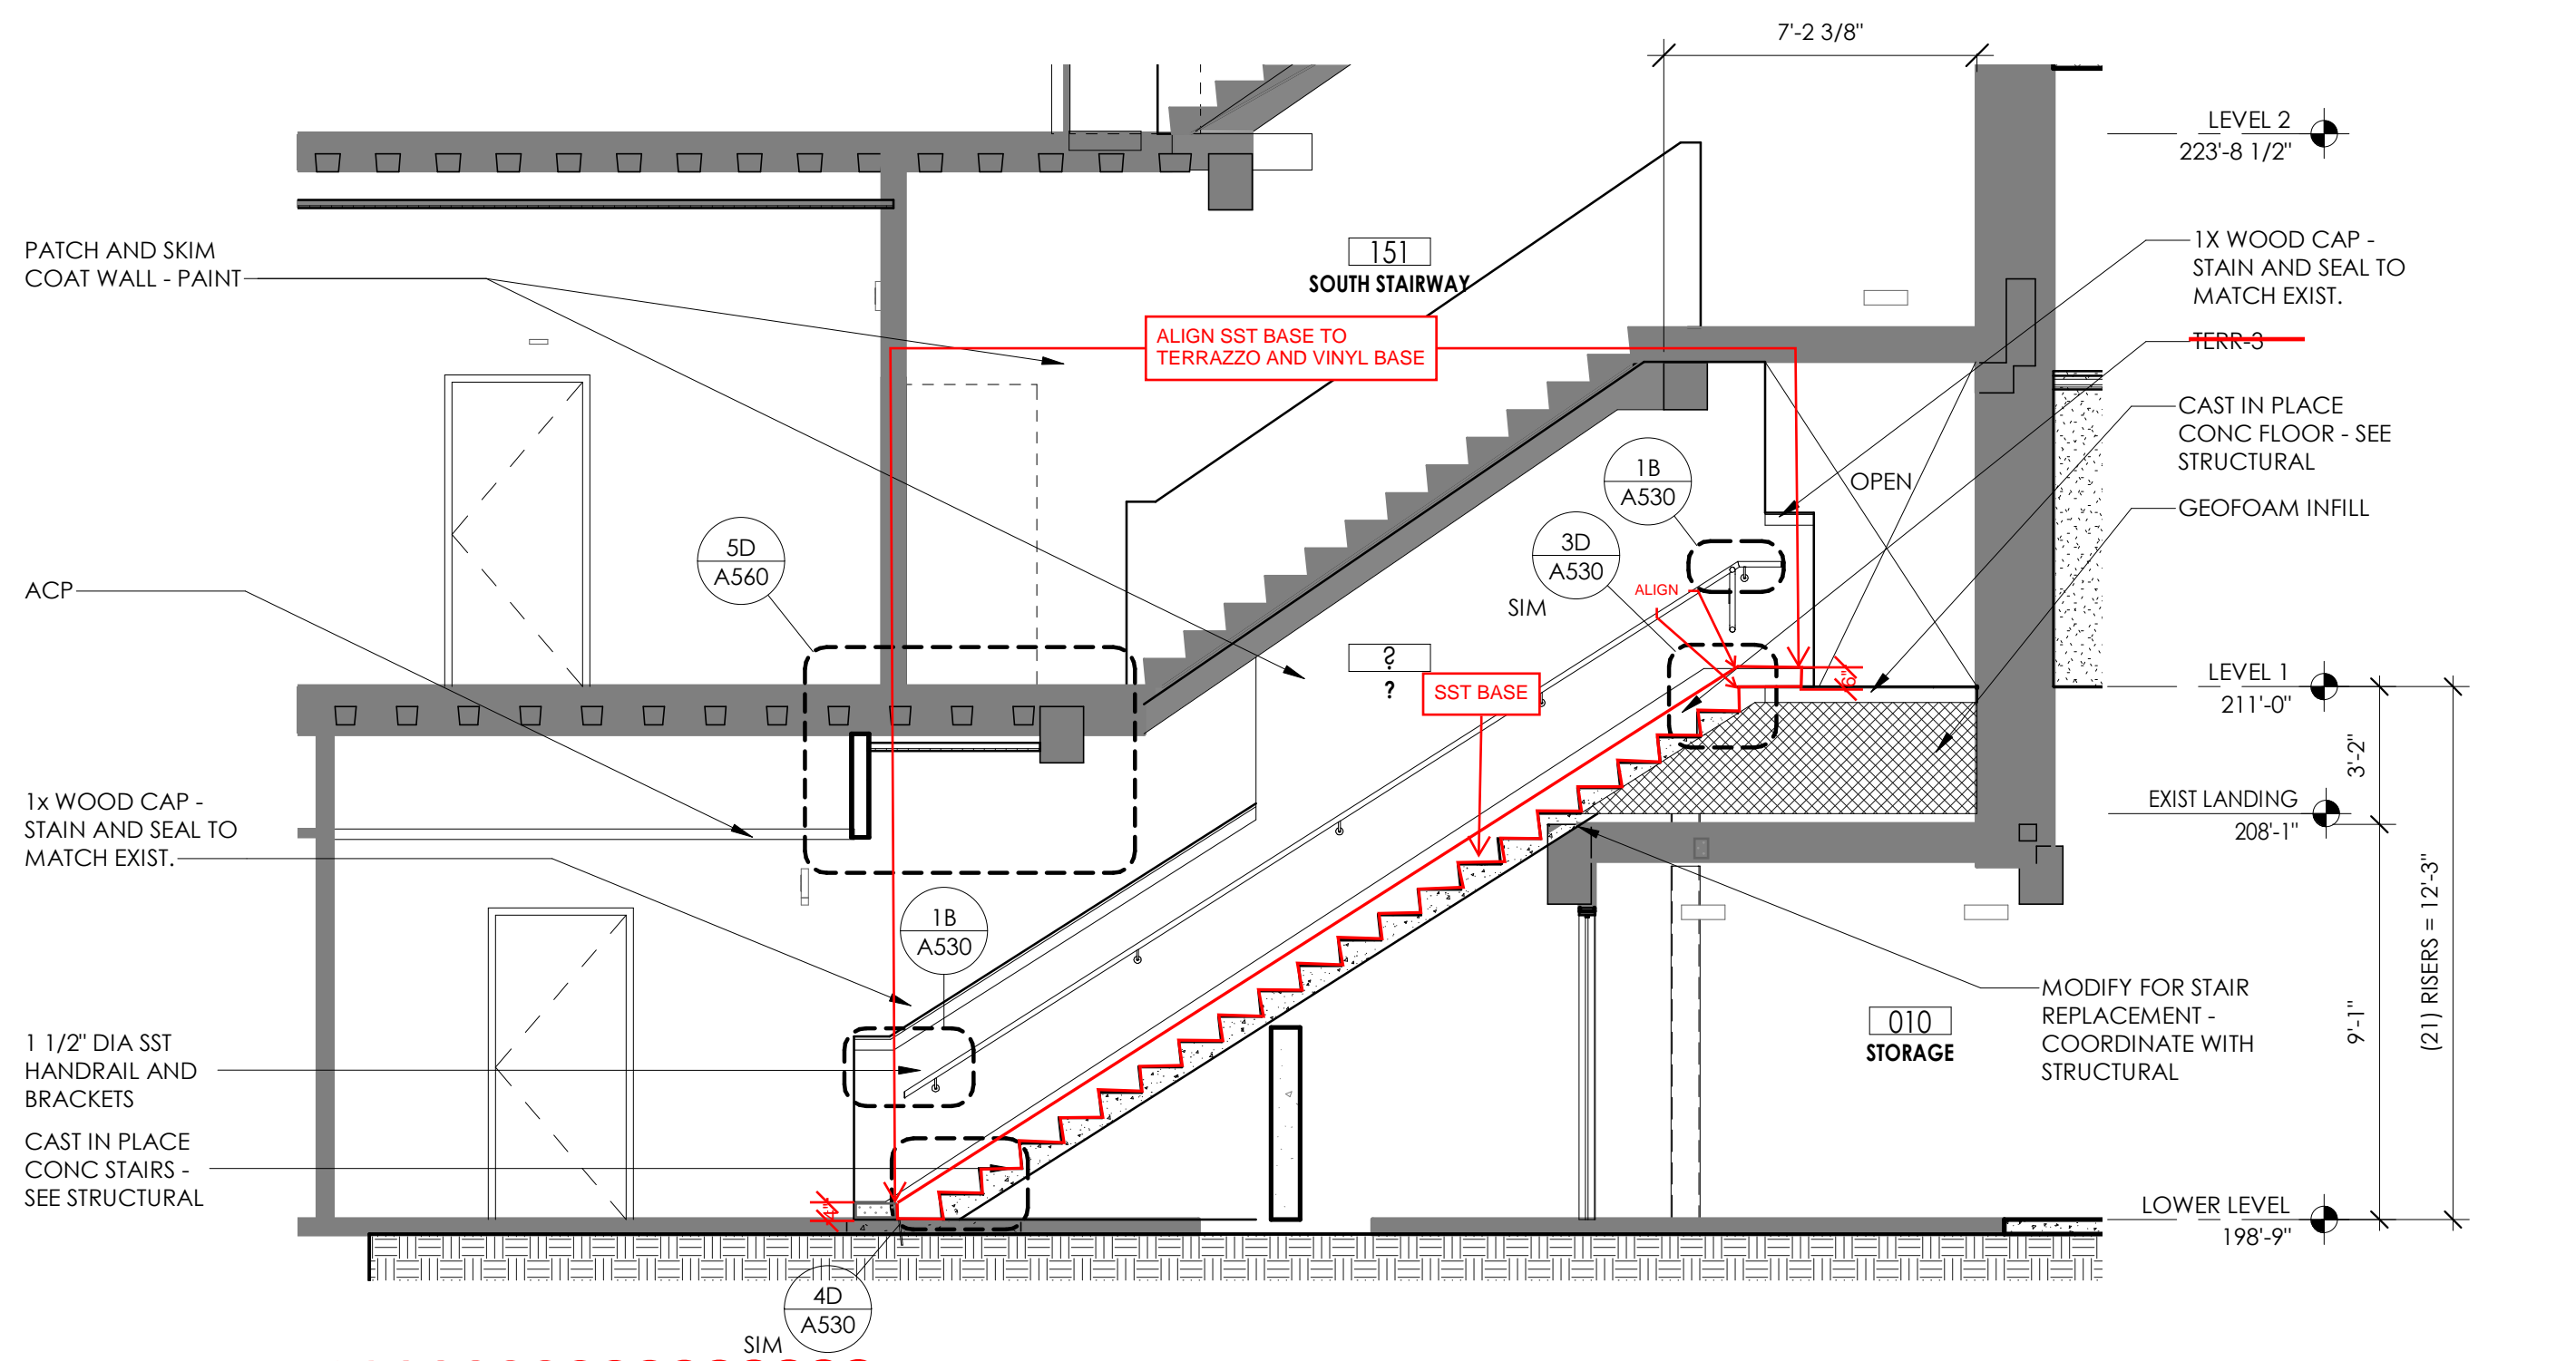 7'-2 3/8"
LEVEL 2
223'-8 1/2"
PATCH AND SKIM
COAT WALL - PAINT
151
SOUTH STAIRWAY
1X WOOD CAP -
STAIN AND SEAL TO
MATCH EXIST.
ALIGN SST BASE TO
TERRAZZO AND VINYL BASE
TERR-3
CAST IN PLACE
CONC FLOOR - SEE
STRUCTURAL
1B
A530
OPEN
GEOFOAM INFILL
5D
A560
3D
A530
SIM
ALIGN
ACP
?
?
SST BASE
6"
LEVEL 1
211'-0"
3'-2"
1x WOOD CAP -
STAIN AND SEAL TO
MATCH EXIST.
EXIST LANDING
208'-1"
1B
A530
(21) RISERS = 12'-3"
9'-1"
MODIFY FOR STAIR
REPLACEMENT -
COORDINATE WITH
STRUCTURAL
010
STORAGE
1 1/2" DIA SST
HANDRAIL AND
BRACKETS
CAST IN PLACE
CONC STAIRS -
SEE STRUCTURAL
4"
LOWER LEVEL
198'-9"
4D
A530
SIM